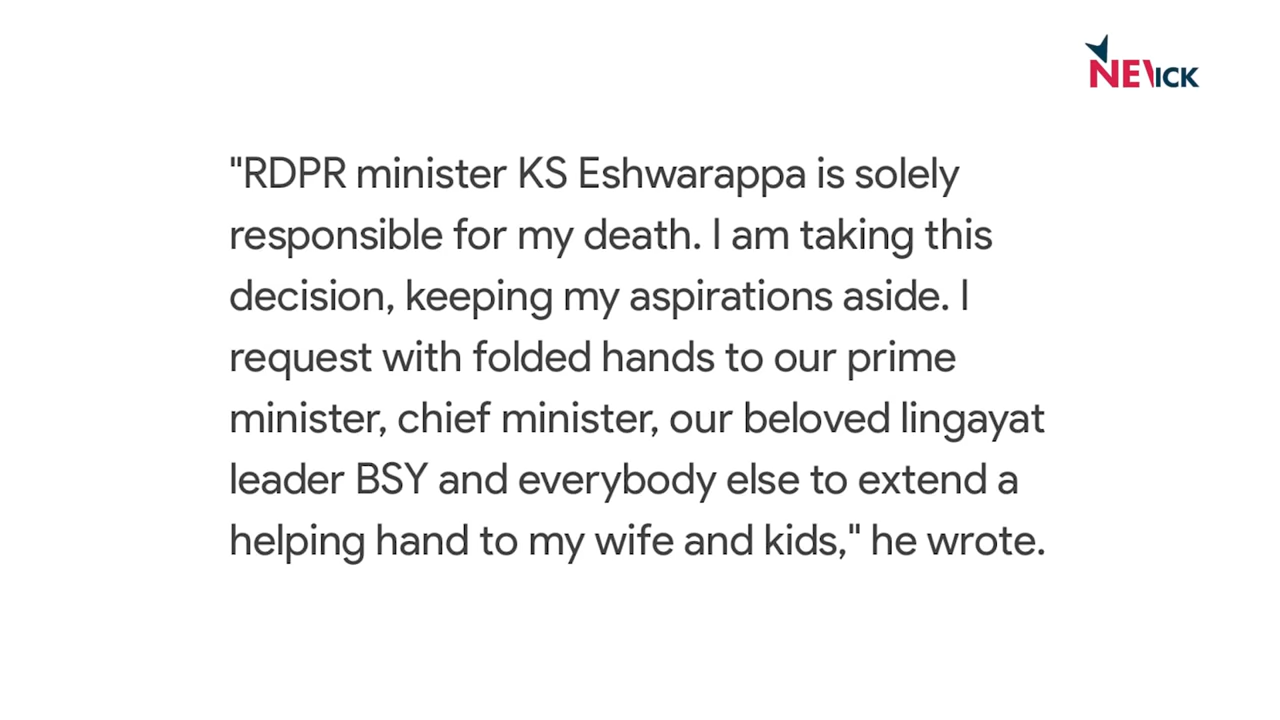 NEWICK
"RDPR minister KS Eshwarappa is solely
responsible for my death. I am taking this
decision, keeping my aspirations aside. I
request with folded hands to our prime
minister, chief minister, our beloved lingayat
leader BSY and everybody else to extend a
helping hand to my wife and kids," he wrote.